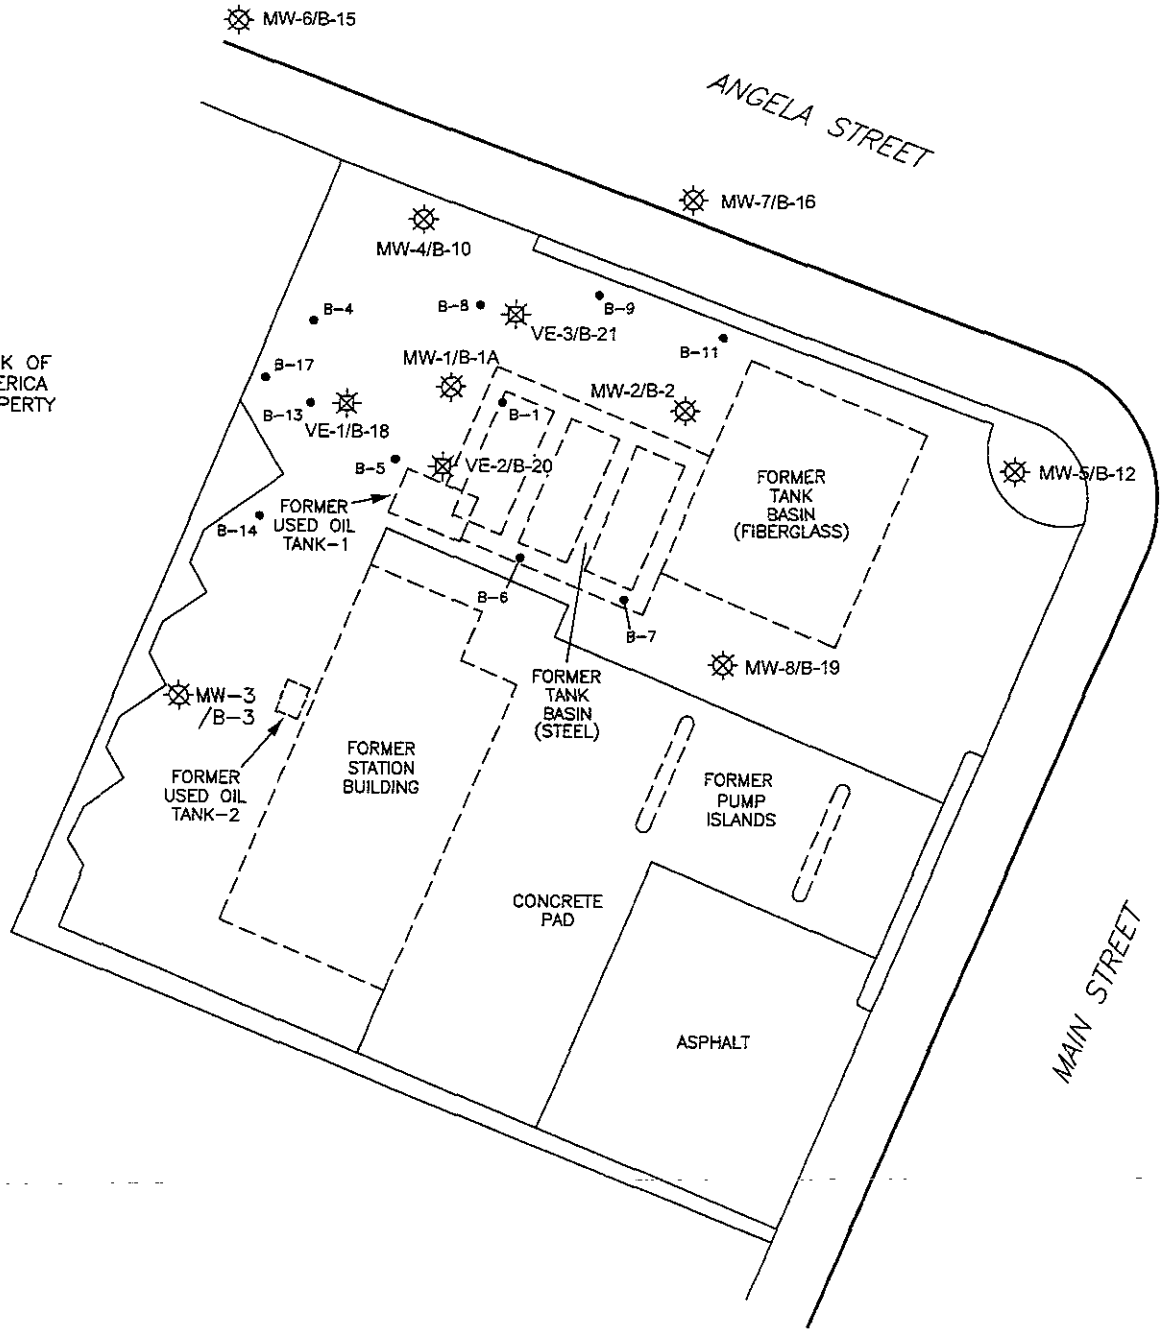 MW-6/B-15
ANGELA STREET
MW-7/B-16
MW-4/B-10
B-4
B-8
B-9
VE-3/B-21
B-11
K OF
ERICA
PERTY
B-17
MW-1/B-1A
MW-2/B-2
B-13
VE-1/B-18
B-1
B-5
VE-2/B-20
FORMER
TANK
BASIN
(FIBERGLASS)
MW-5/B-12
FORMER
USED OIL
TANK-1
B-14
B-6
B-7
MW-8/B-19
FORMER
TANK
BASIN
(STEEL)
MW-3
/B-3
FORMER
USED OIL
TANK-2
FORMER
STATION
BUILDING
FORMER
PUMP
ISLANDS
CONCRETE
PAD
MAIN STREET
ASPHALT